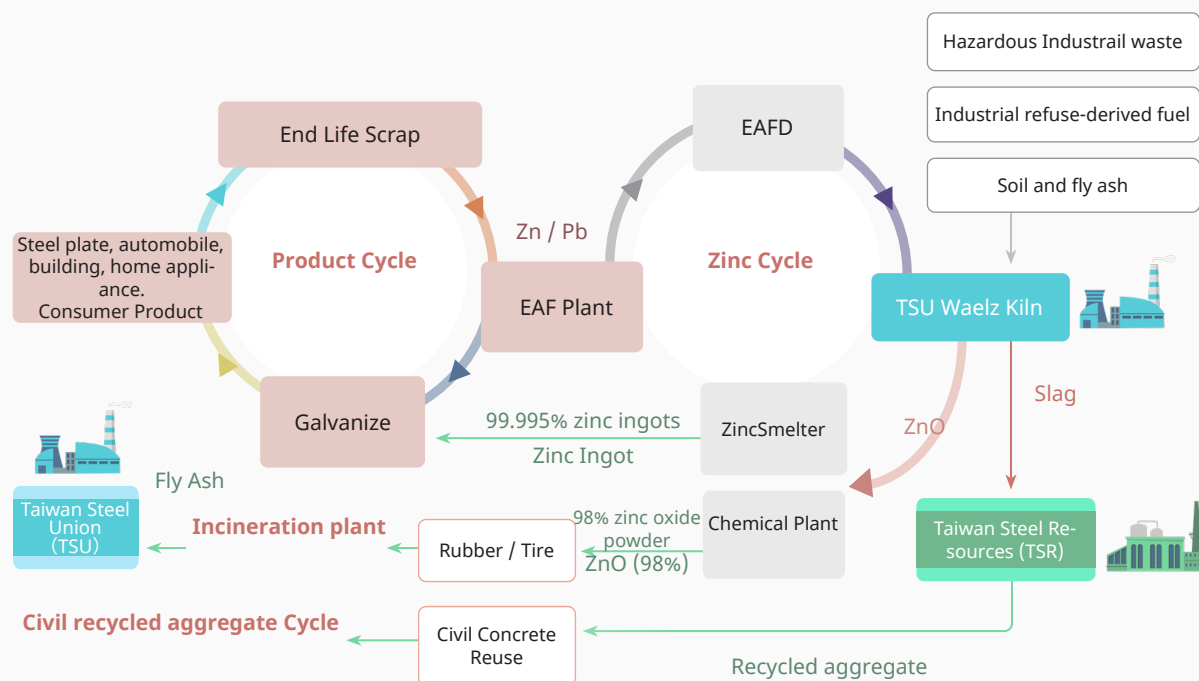 Hazardous Industrail waste
Industrial refuse-derived fuel
Soil and fly ash
End Life Scrap
EAFD
Steel plate, automobile,
building, home appli-
ance.
Consumer Product
Product Cycle
Zn / Pb
Zinc Cycle
EAF Plant
TSU Waelz Kiln
Galvanize
99.995% zinc ingots
Zinc Ingot
ZincSmelter
ZnO
Slag
Fly Ash
Taiwan Steel
Union
（TSU）
Incineration plant
Rubber / Tire
98% zinc oxide
powder
ZnO (98%)
Chemical Plant
Taiwan Steel Re-
sources (TSR)
Civil recycled aggregate Cycle
Civil Concrete
Reuse
Recycled aggregate